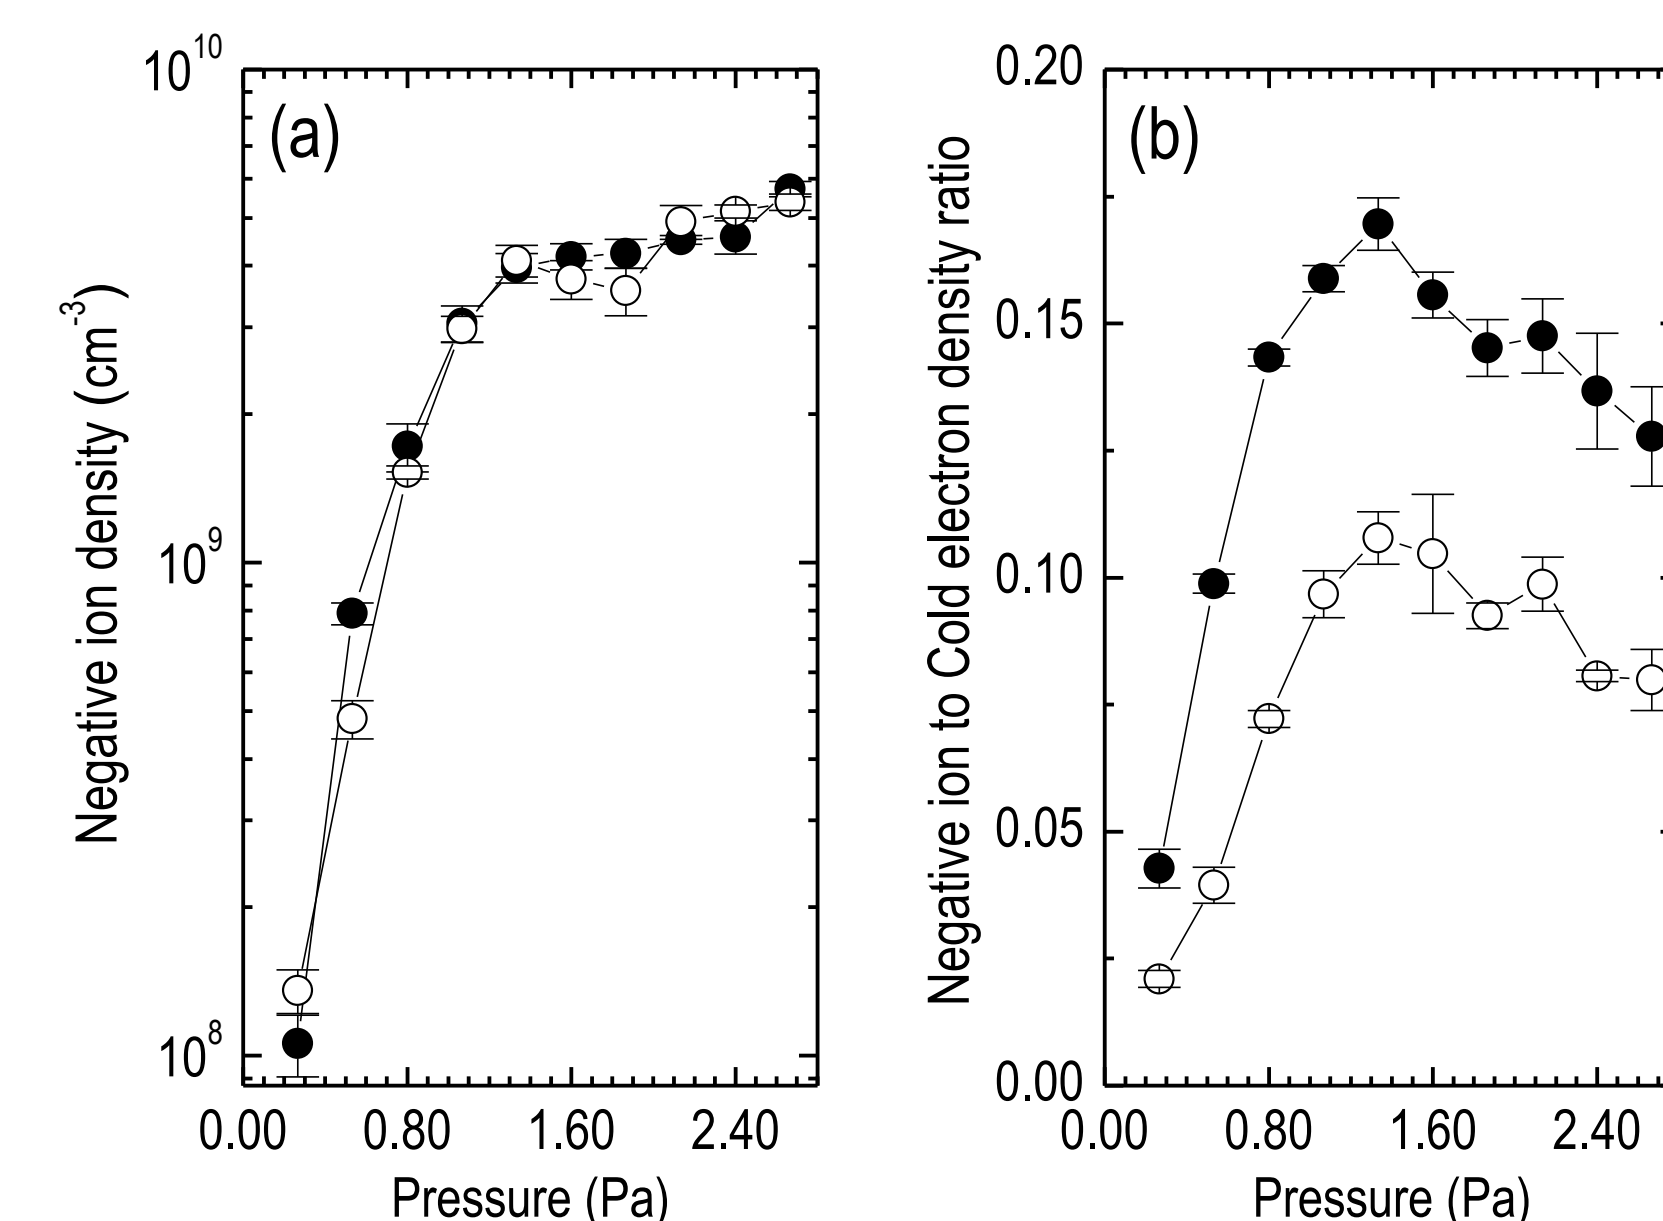 (a)
Negative ion density (cm-3)
10^10
10^9
10^8
0.00 0.80 1.60 2.40
Pressure (Pa)
(b)
Negative ion to Cold electron density ratio
0.20
0.15
0.10
0.05
0.00
0.00 0.80 1.60 2.40
Pressure (Pa)